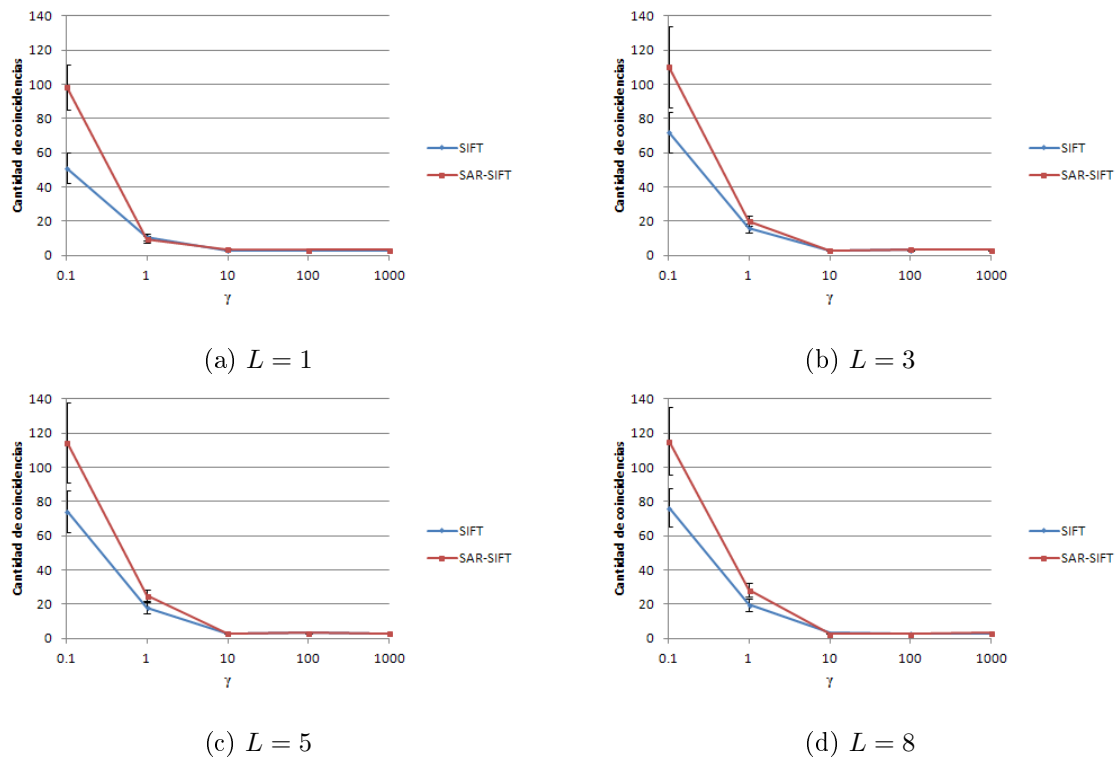 Cantidad de coincidencias
140
120
100
80
60
40
20
0
0.1 1 10 100 1000
γ
SIFT
SAR-SIFT
(a) L = 1
Cantidad de coincidencias
140
120
100
80
60
40
20
0
0.1 1 10 100 1000
γ
SIFT
SAR-SIFT
(b) L = 3
Cantidad de coincidencias
140
120
100
80
60
40
20
0
0.1 1 10 100 1000
γ
SIFT
SAR-SIFT
(c) L = 5
Cantidad de coincidencias
140
120
100
80
60
40
20
0
0.1 1 10 100 1000
γ
SIFT
SAR-SIFT
(d) L = 8